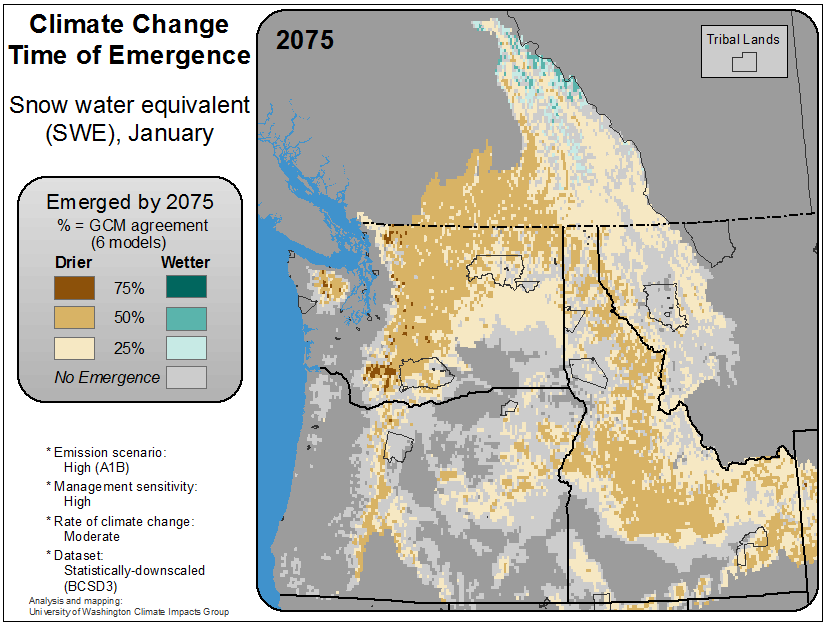 Climate Change
Time of Emergence
Snow water equivalent
(SWE), January
Emerged by 2075
% = GCM agreement
(6 models)
Drier Wetter
75%
50%
25%
No Emergence
* Emission scenario:
High (A1B)
* Management sensitivity:
High
* Rate of climate change:
Moderate
* Dataset:
Statistically-downscaled
(BCSD3)
Analysis and mapping:
University of Washington Climate Impacts Group
2075
Tribal Lands